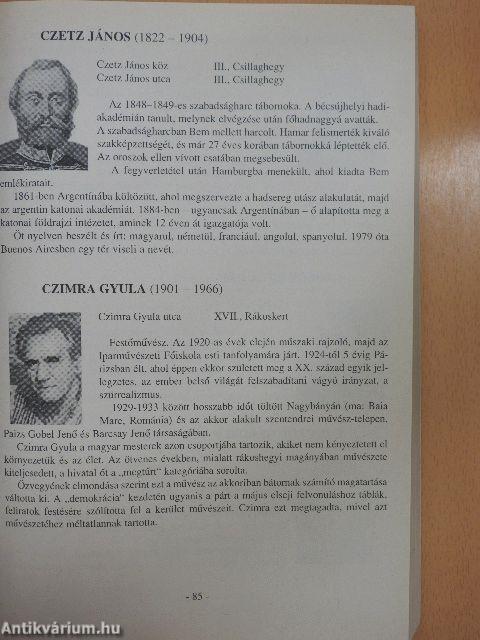 CZETZ JÁNOS (1822 – 1904)
Czetz János köz III., Csillaghegy
Czetz János utca III., Csillaghegy
Az 1848–1849-es szabadságharc tábornoka. A bécsújhelyi hadi-
akadémián tanult, melynek elvégzése után főhadnaggyá avatták.
A szabadságharcban Bem mellett harcolt. Hamar felismerték kiváló
szakképzettségét, és már 27 éves korában tábornokká léptették elő.
Az oroszok ellen vívott csatában megsebesült.
A fegyverletétel után Hamburgba menekült, ahol kiadta Bem
emlékiratait.
1861-ben Argentínába költözött, ahol megszervezte a hadsereg utász alakulatát, majd
az argentin katonai akadémiát. 1884-ben – ugyancsak Argentínában – ő alapította meg a
katonai földrajzi intézetet, aminek 12 éven át igazgatója volt.
Öt nyelven beszélt és írt: magyarul, németül, franciául, angolul, spanyolul. 1979 óta
Buenos Airesben egy tér viseli a nevét.
CZIMRA GYULA (1901 – 1966)
Czimra Gyula utca XVII., Rákoskert
Festőművész. Az 1920-as évek elején műszaki rajzoló, majd az
Iparművészeti Főiskola esti tanfolyamára járt. 1924-től 5 évig Pá-
rizsban élt, ahol éppen ekkor született meg a XX. század egyik jel-
legzetes, az ember belső világát felszabadítani vágyó irányzat, a
szürrealizmus.
1929-1933 között hosszabb időt töltött Nagybányán (ma: Baia
Mare, Románia) és az akkor alakult szentendrei művész-telepen,
Paizs Gobel Jenő és Barcsay Jenő társaságában.
Czimra Gyula a magyar mesterek azon csoportjába tartozik, akiket nem kényeztetett el
környezetük és az élet. Az ötvenes években, mialatt rákoshegyi magányában művészete
kiteljesedett, a hivatal őt a „megtűrt” kategóriába sorolta.
Özvegyének elmondása szerint ezt a művész az akkoriban bátornak számító magatartása
váltotta ki. A „demokrácia” kezdetén ugyanis a párt a május elsejei felvonuláshoz táblák,
feliratok festésére szólította fel a kerület művészeit. Czimra ezt megtagadta, mivel azt
művészetéhez méltatlannak tartotta.
- 85 -
Antikvárium.hu